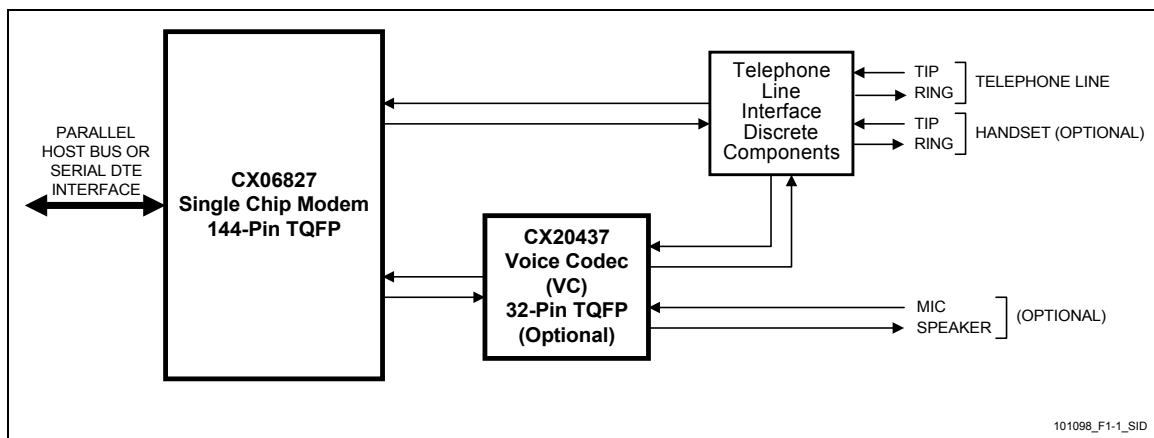 PARALLEL
HOST BUS OR
SERIAL DTE
INTERFACE
CX06827
Single Chip Modem
144-Pin TQFP
CX20437
Voice Codec
(VC)
32-Pin TQFP
(Optional)
Telephone
Line
Interface
Discrete
Components
TIP
RING
TELEPHONE LINE
TIP
RING
HANDSET (OPTIONAL)
MIC
SPEAKER
(OPTIONAL)
101098_F1-1_SID